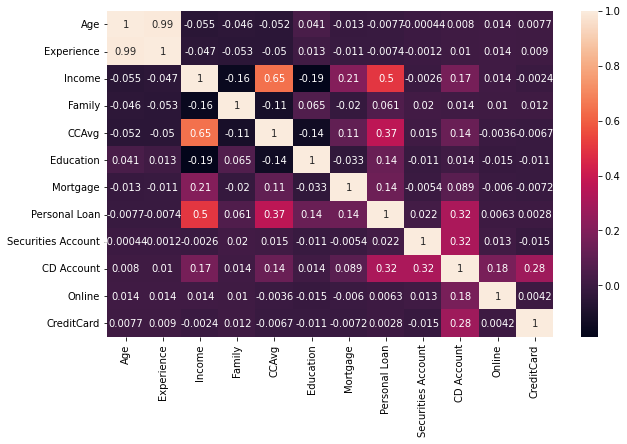 Age 1 0.99 -0.055 -0.046 -0.052 0.041 -0.013 -0.0077 -0.00044 0.008 0.014 0.0077
Experience 0.99 1 -0.047 -0.053 -0.05 0.013 -0.011 -0.0074 -0.0012 0.01 0.014 0.009
Income -0.055 -0.047 1 -0.16 0.65 -0.19 0.21 0.5 -0.0026 0.17 0.014 -0.0024
Family -0.046 -0.053 -0.16 1 -0.11 0.065 -0.02 0.061 0.02 0.014 0.01 0.012
CCAvg -0.052 -0.05 0.65 -0.11 1 -0.14 0.11 0.37 0.015 0.14 -0.0036 -0.0067
Education 0.041 0.013 -0.19 0.065 -0.14 1 -0.033 0.14 -0.011 0.014 -0.015 -0.011
Mortgage -0.013 -0.011 0.21 -0.02 0.11 -0.033 1 0.14 -0.0054 0.089 -0.006 -0.0072
Personal Loan -0.0077 -0.0074 0.5 0.061 0.37 0.14 0.14 1 0.022 0.32 0.0063 0.0028
Securities Account -0.00044 -0.0012 -0.0026 0.02 0.015 -0.011 -0.0054 0.022 1 0.32 0.013 -0.015
CD Account 0.008 0.01 0.17 0.014 0.14 0.014 0.089 0.32 0.32 1 0.18 0.28
Online 0.014 0.014 0.014 0.01 -0.0036 -0.015 -0.006 0.0063 0.013 0.18 1 0.0042
CreditCard 0.0077 0.009 -0.0024 0.012 -0.0067 -0.011 -0.0072 0.0028 -0.015 0.28 0.0042 1
Age
Experience
Income
Family
CCAvg
Education
Mortgage
Personal Loan
Securities Account
CD Account
Online
CreditCard
1.0
0.8
0.6
0.4
0.2
0.0